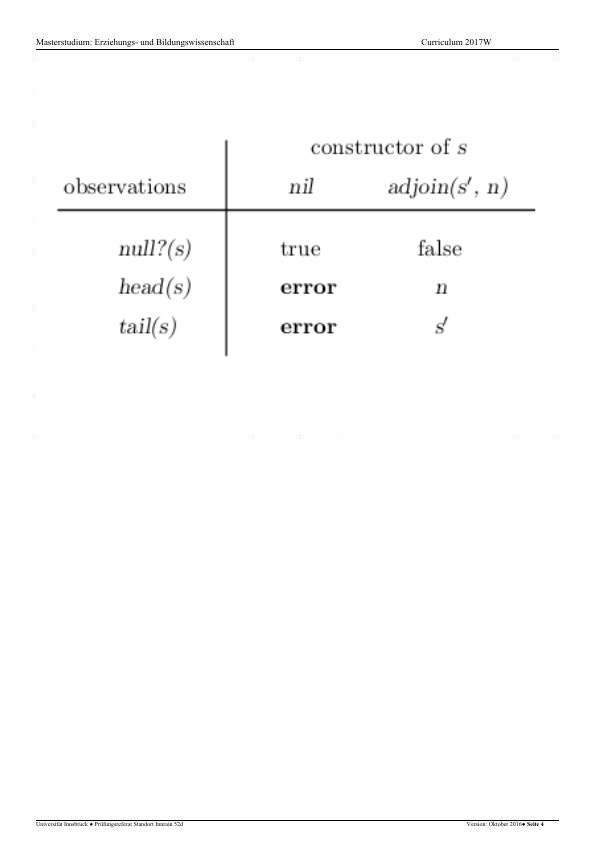 Masterstudium: Erziehungs- und Bildungswissenschaft Curriculum 2017W
constructor of s
observations nil adjoin(s′, n)
null?(s) true false
head(s) error n
tail(s) error s′
Universität Innsbruck ● Prüfungsreferat Standort Innrain 52d Version: Oktober 2016● Seite 4